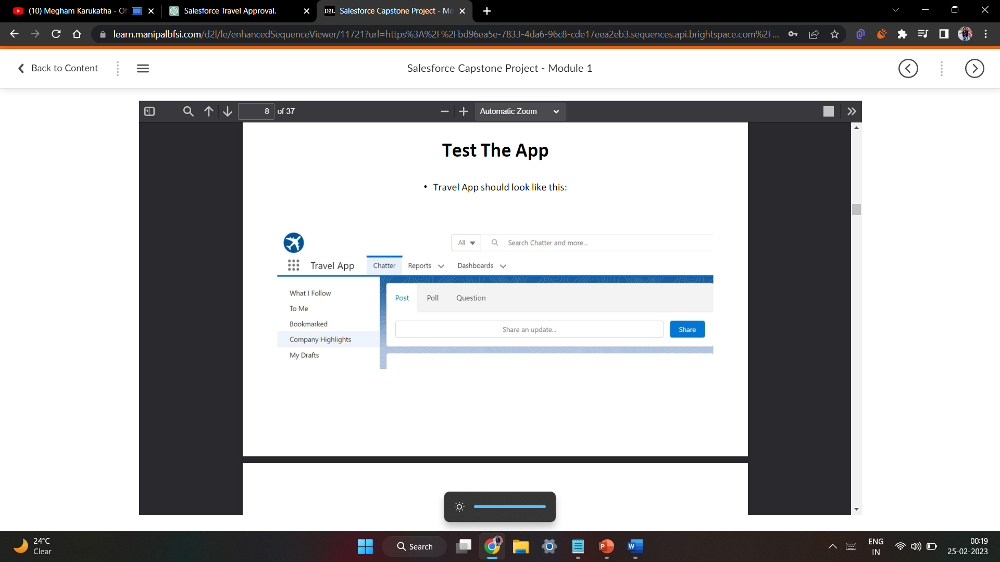 (10) Megham Karukatha - Of
Salesforce Travel Approval.
D2L Salesforce Capstone Project - Mo
learn.manipalbfsi.com/d2l/le/enhancedSequenceViewer/11721?url=https%3A%2F%2Fbd96ea5e-7833-4da6-96c8-cde17eea2eb3.sequences.api.brightspace.com%2F...
Back to Content
Salesforce Capstone Project - Module 1
8 of 37
Automatic Zoom
Test The App
• Travel App should look like this:
All
Search Chatter and more...
Travel App
Chatter
Reports
Dashboards
What I Follow
To Me
Bookmarked
Company Highlights
My Drafts
Post
Poll
Question
Share an update...
Share
24°C
Clear
Search
ENG
IN
00:19
25-02-2023